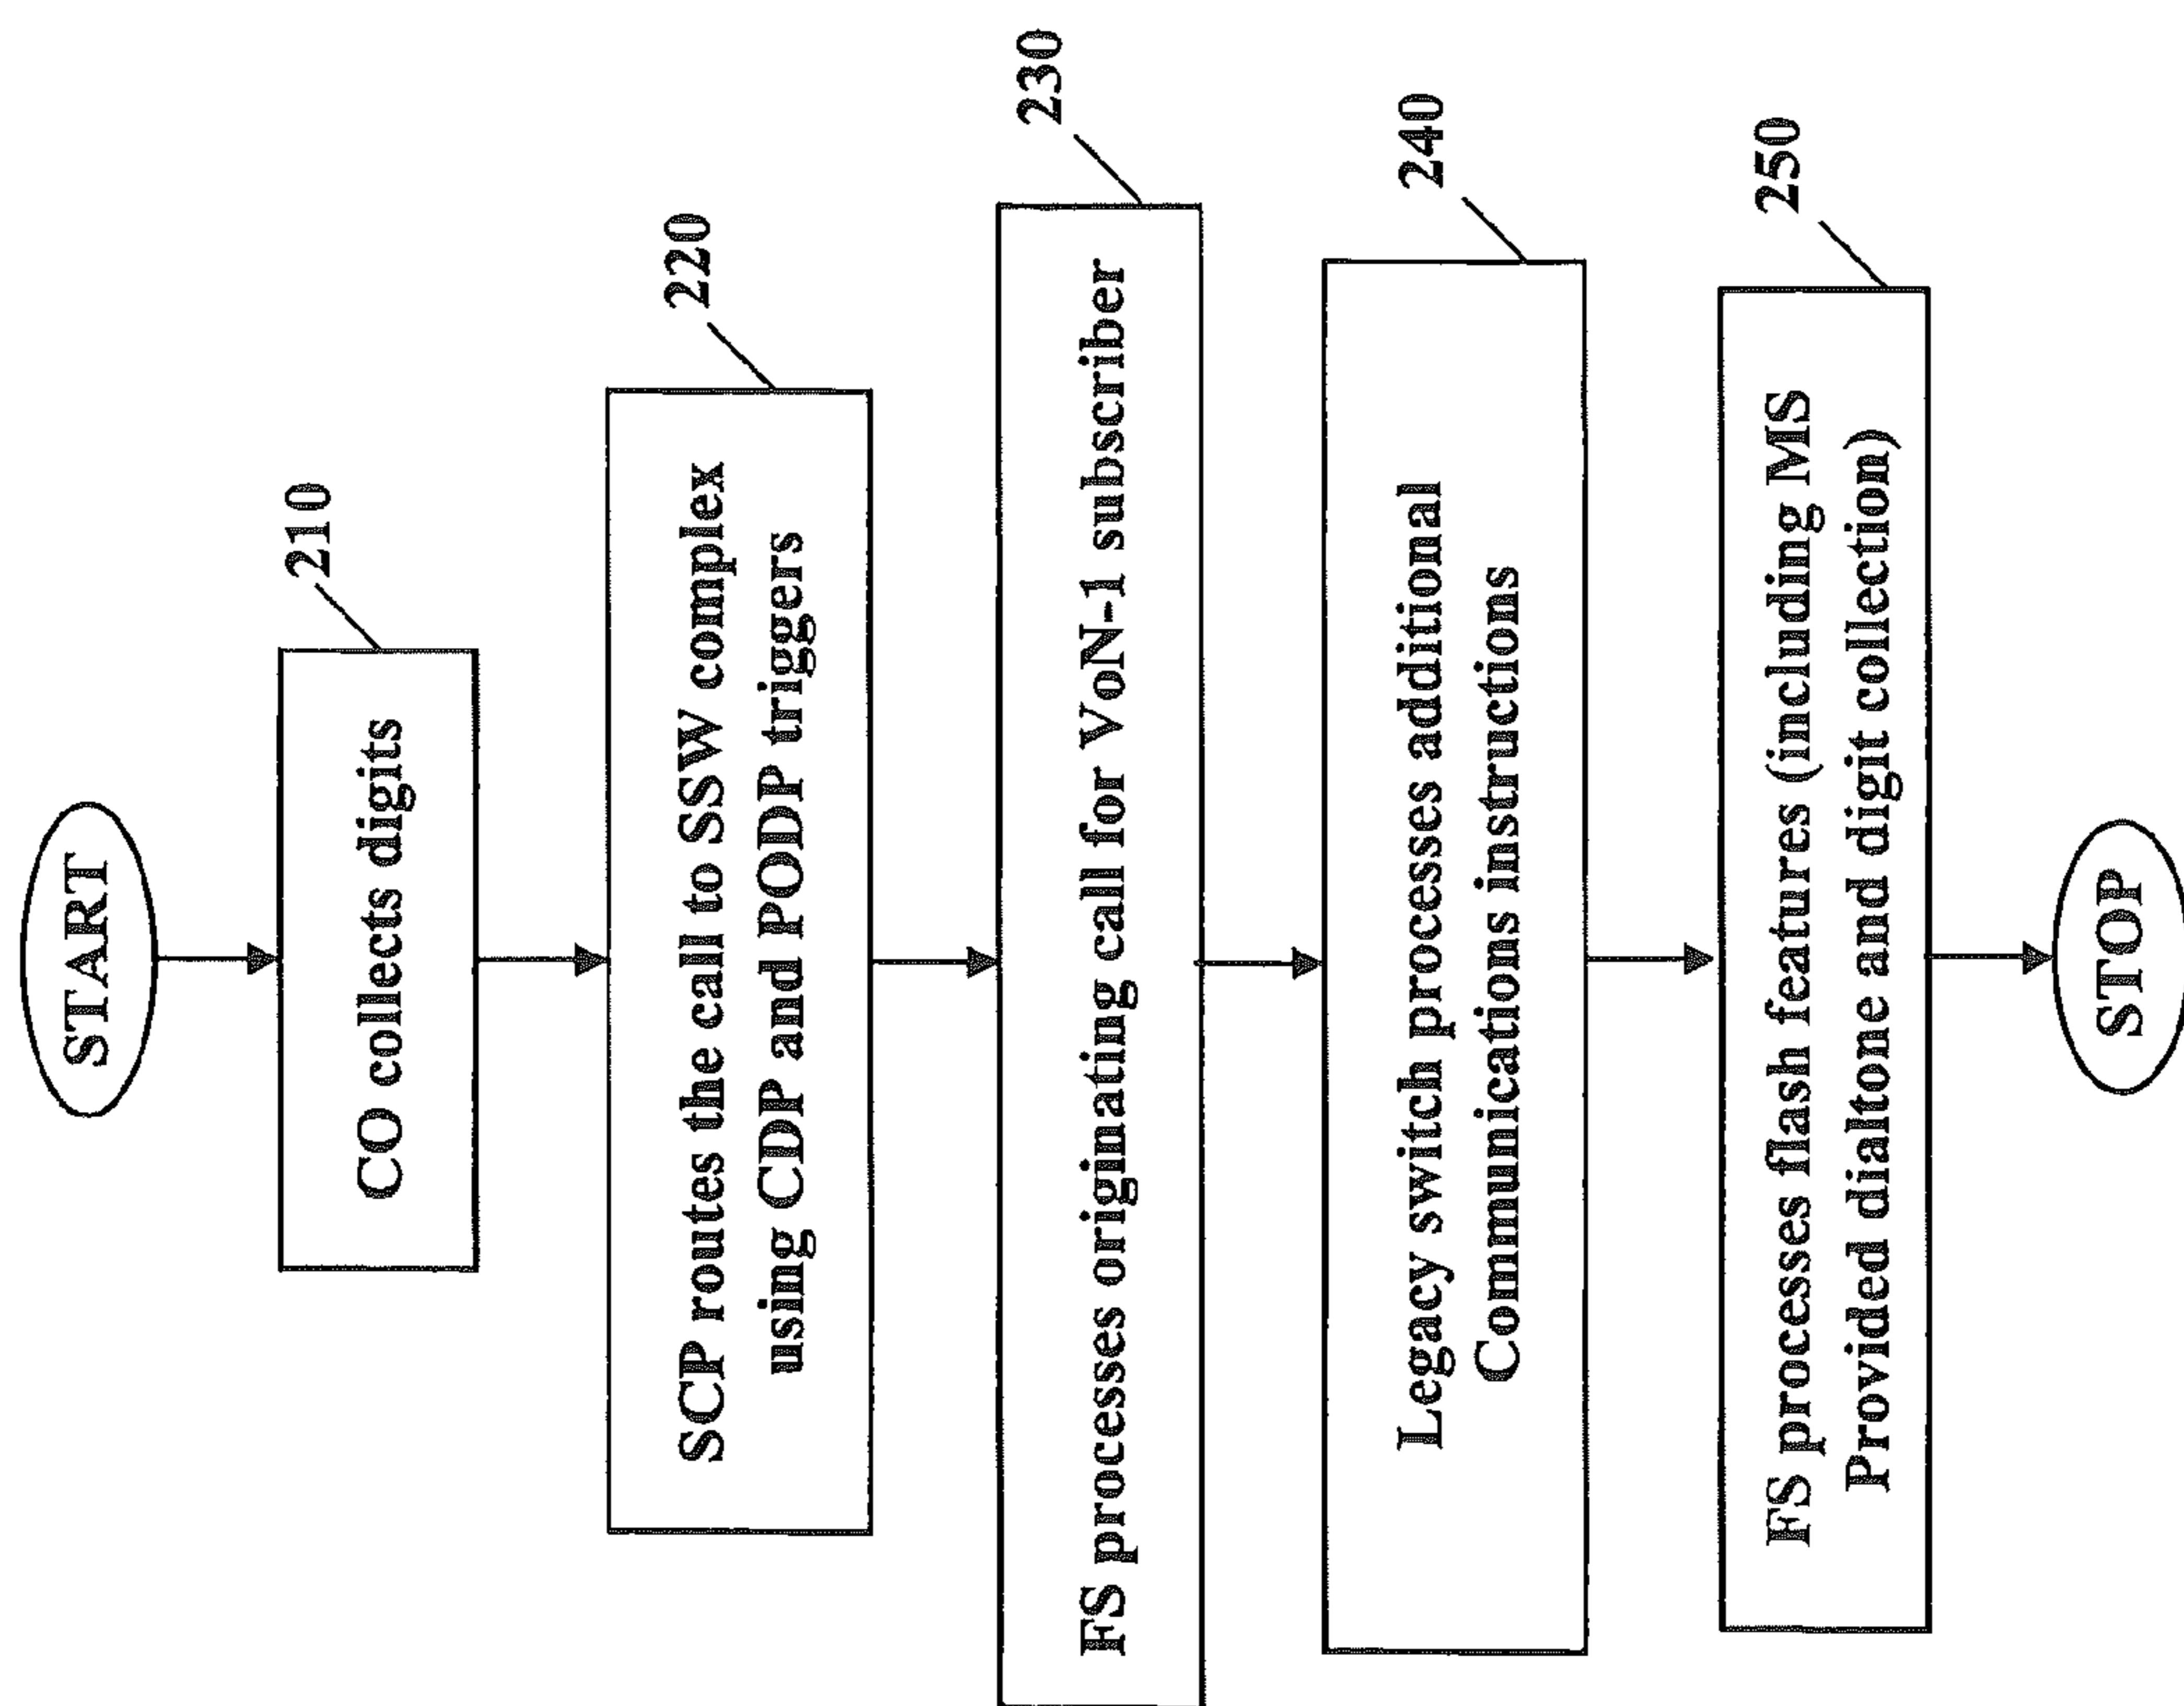 START
210
CO collects digits
220
SCP routes the call to SSW complex
using CDP and PODP triggers
230
FS processes originating call for VoN-1 subscriber
240
Legacy switch processes additional
Communications instructions
250
FS processes flash features (including MS
Provided dialtone and digit collection)
STOP